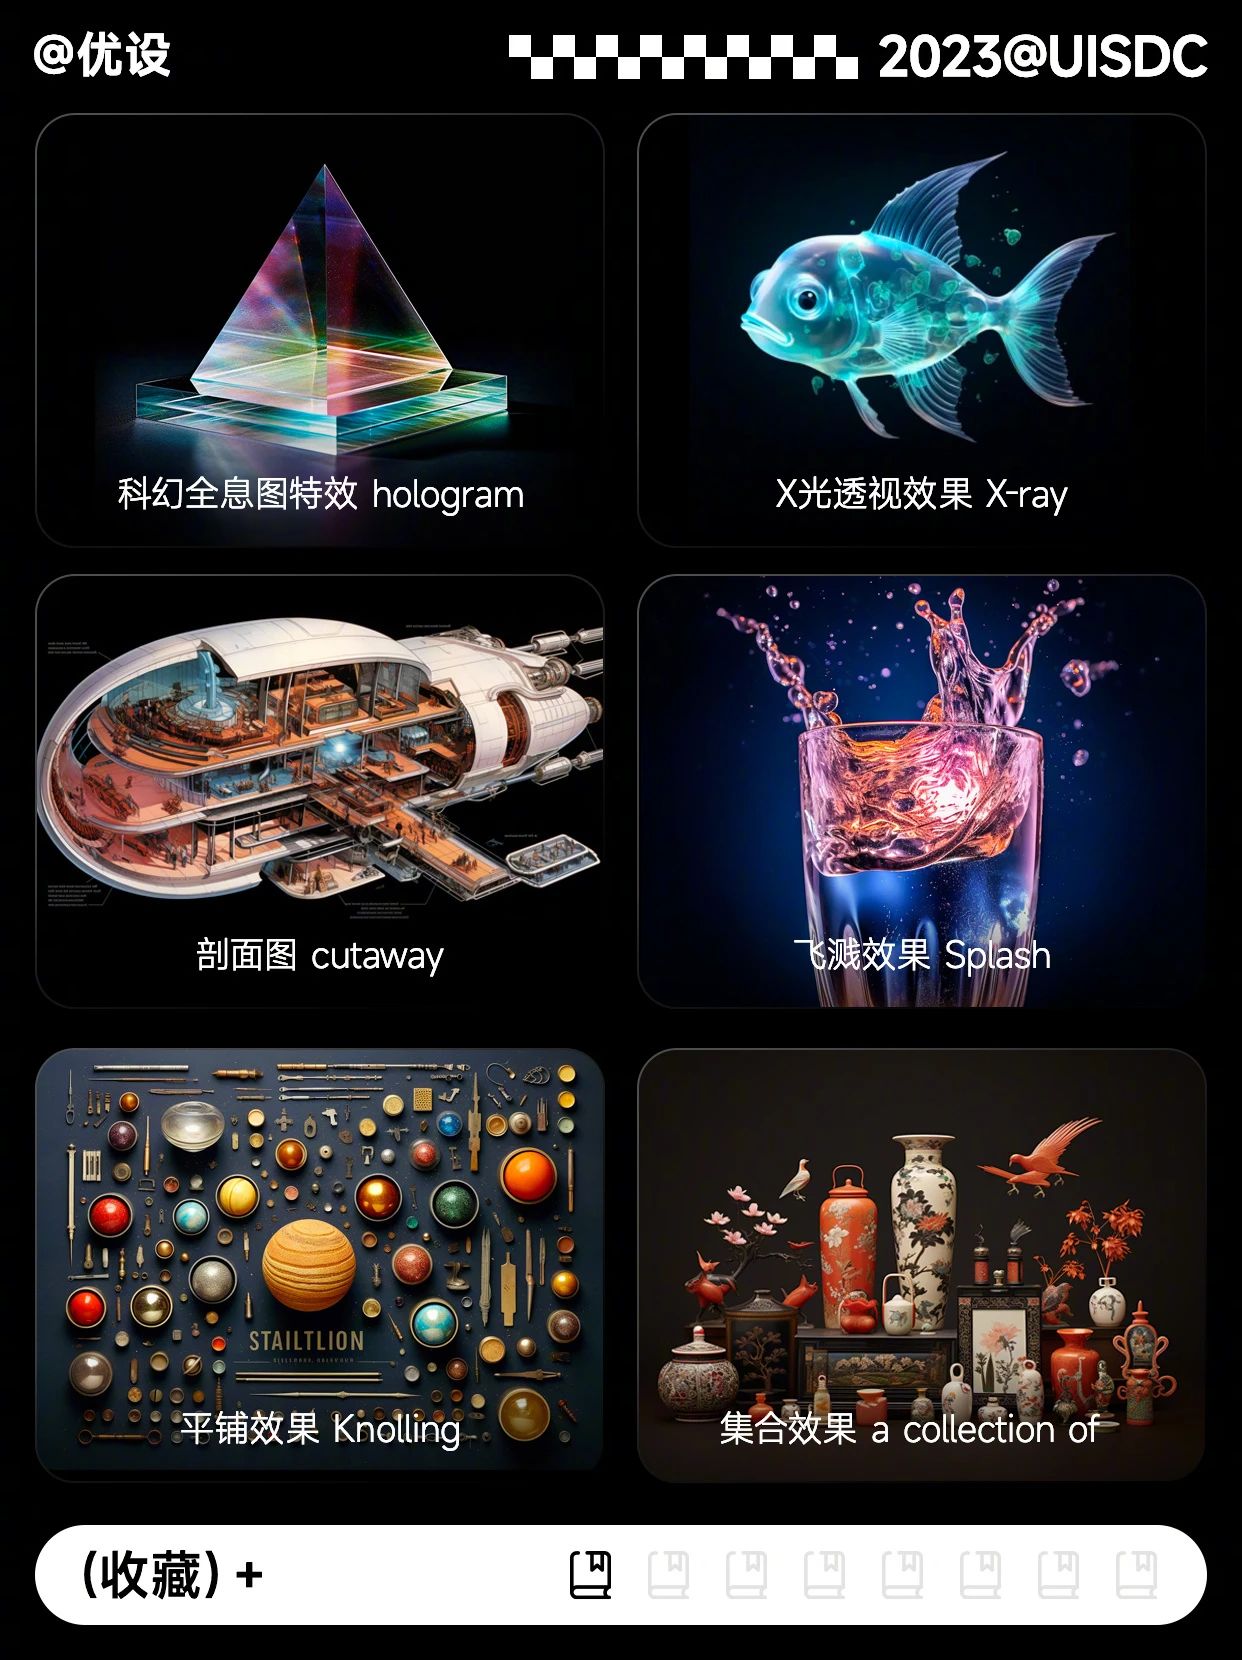 @优设
2023@UISDC
科幻全息图特效 hologram
X光透视效果 X-ray
剖面图 cutaway
飞溅效果 Splash
STAILTLION
平铺效果 Knolling
集合效果 a collection of
(收藏) +